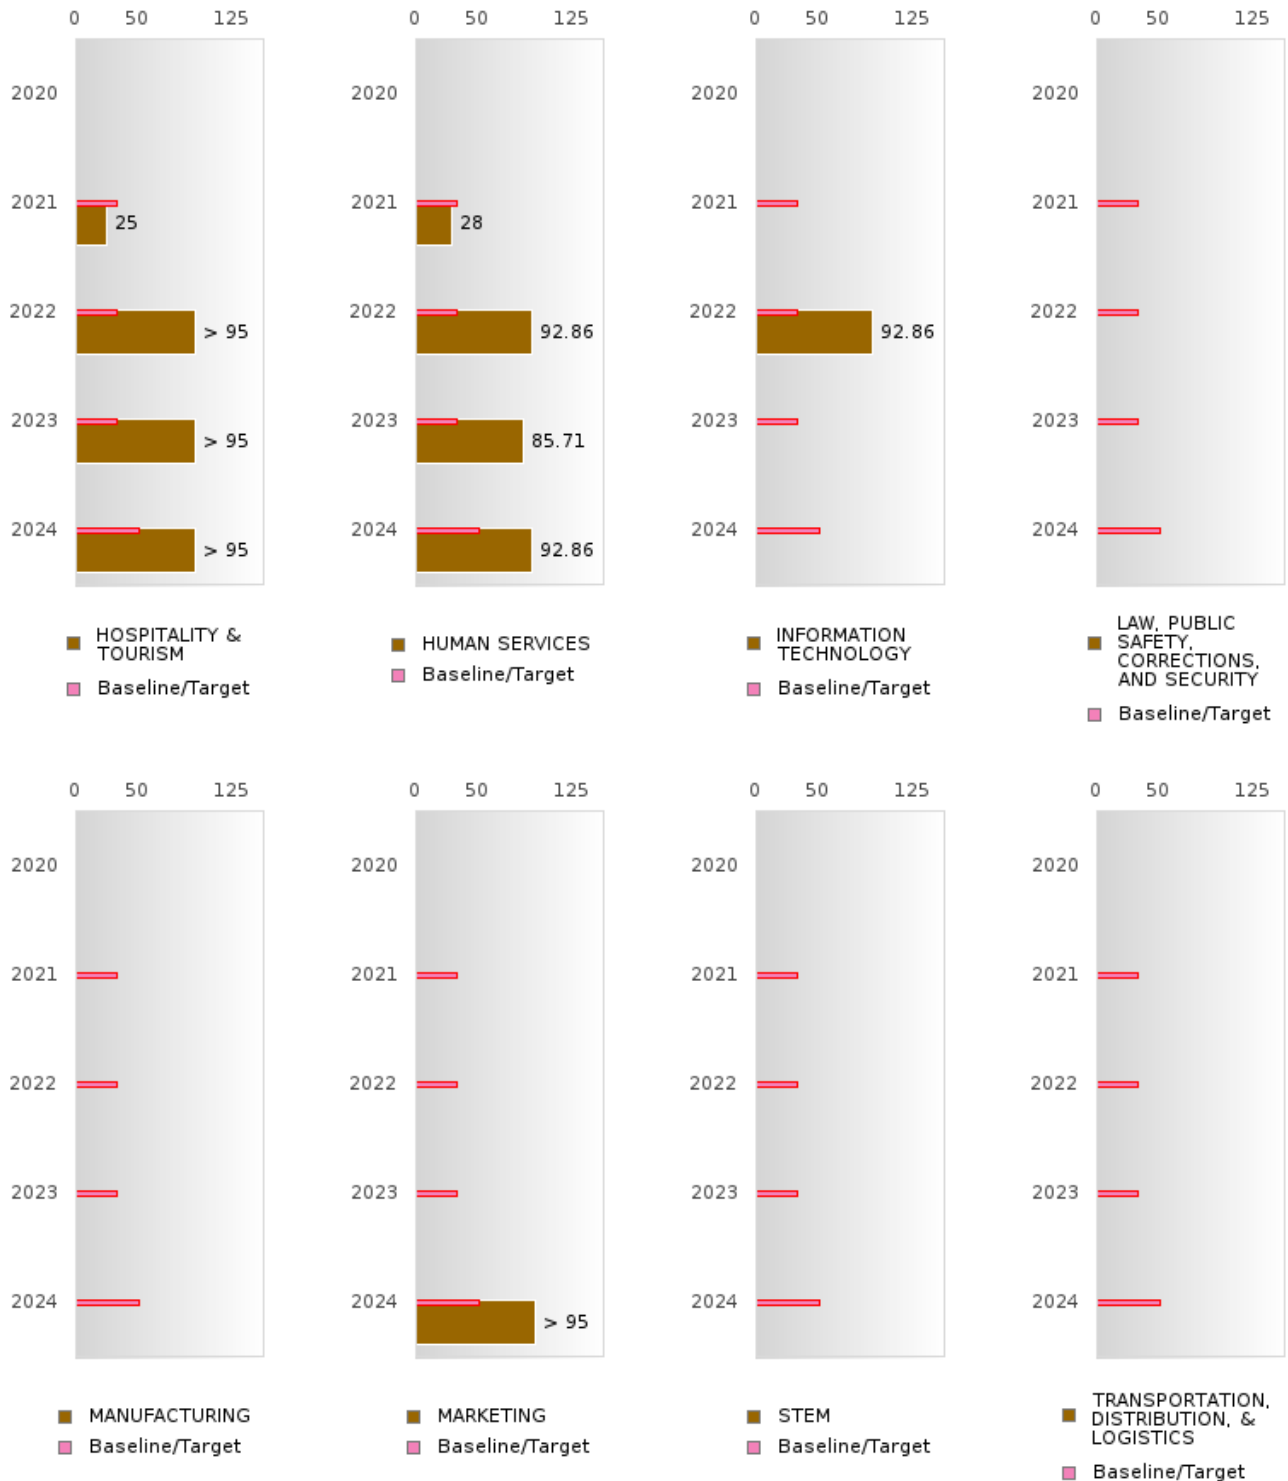 0 50 125
0 50 125
0 50 125
0 50 125
2020
2021
25
2022
> 95
2023
> 95
2024
> 95
HOSPITALITY &
TOURISM
Baseline/Target
2020
2021
28
2022
92.86
2023
85.71
2024
92.86
HUMAN SERVICES
Baseline/Target
2020
2021
2022
92.86
2023
2024
INFORMATION
TECHNOLOGY
Baseline/Target
2020
2021
2022
2023
2024
LAW, PUBLIC
SAFETY,
CORRECTIONS,
AND SECURITY
Baseline/Target
0 50 125
0 50 125
0 50 125
0 50 125
2020
2021
2022
2023
2024
MANUFACTURING
Baseline/Target
2020
2021
2022
2023
2024
> 95
MARKETING
Baseline/Target
2020
2021
2022
2023
2024
STEM
Baseline/Target
2020
2021
2022
2023
2024
TRANSPORTATION,
DISTRIBUTION, &
LOGISTICS
Baseline/Target